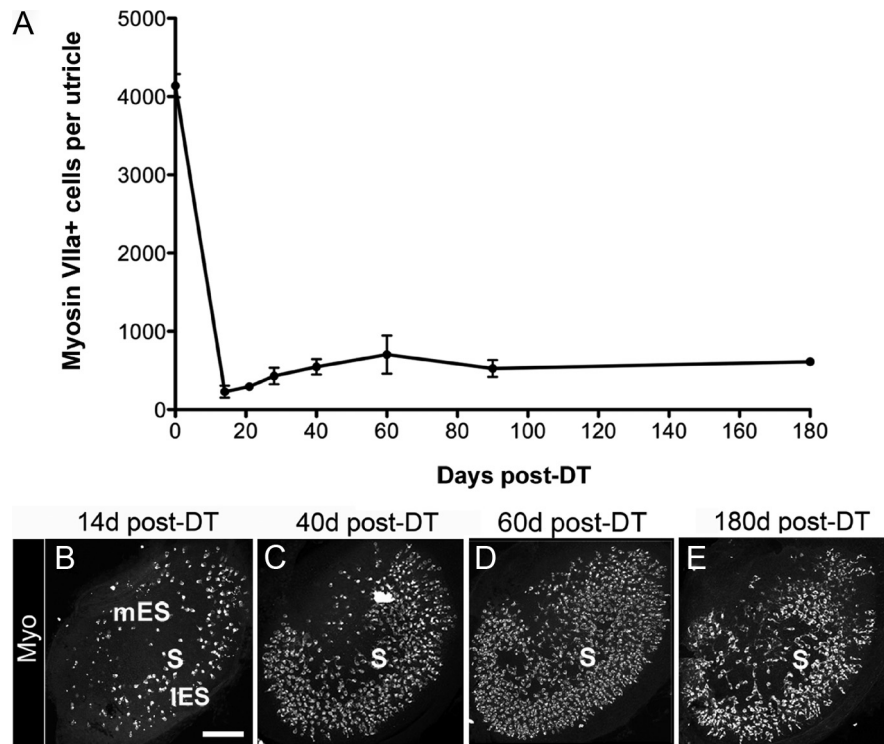 A
Myosin VIIa+ cells per utricle
5000
4000
3000
2000
1000
0
0 20 40 60 80 100 120 140 160 180
Days post-DT
14d post-DT 40d post-DT 60d post-DT 180d post-DT
Myo
B C D E
mES
S S S S
lES